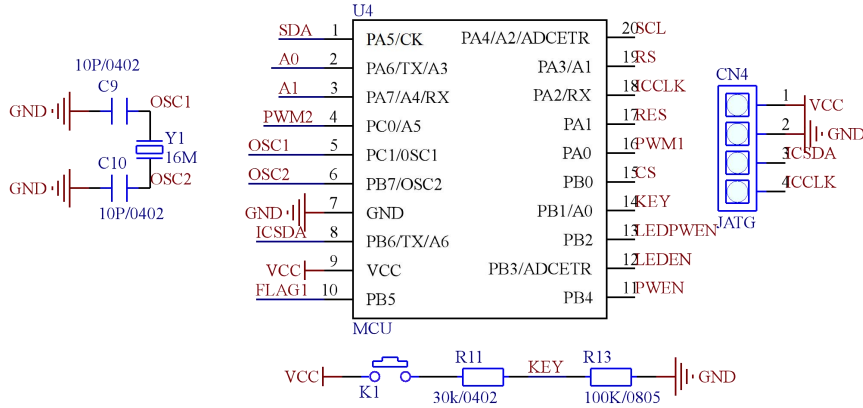 U4
SDA 1 PA5/CK PA4/A2/ADCETR 20 SCL
A0 2 PA6/TX/A3 PA3/A1 19 RS
A1 3 PA7/A4/RX PA2/RX 18 ICCLK
PWM2 4 PC0/A5 PA1 17 RES
OSC1 5 PC1/0SC1 PA0 16 PWM1
OSC2 6 PB7/OSC2 PB0 15 CS
GND 7 GND PB1/A0 14 KEY
ICSDA 8 PB6/TX/A6 PB2 13 LEDPWEN
VCC 9 VCC PB3/ADCETR 12 LEDEN
FLAG1 10 PB5 PB4 11 PWEN
MCU
10P/0402
C9
GND OSC1
Y1
16M
C10 OSC2
GND
10P/0402
CN4
1 VCC
2 GND
3 ICSDA
4 ICCLK
JATG
R11 R13
VCC KEY GND
K1 30k/0402 100K/0805